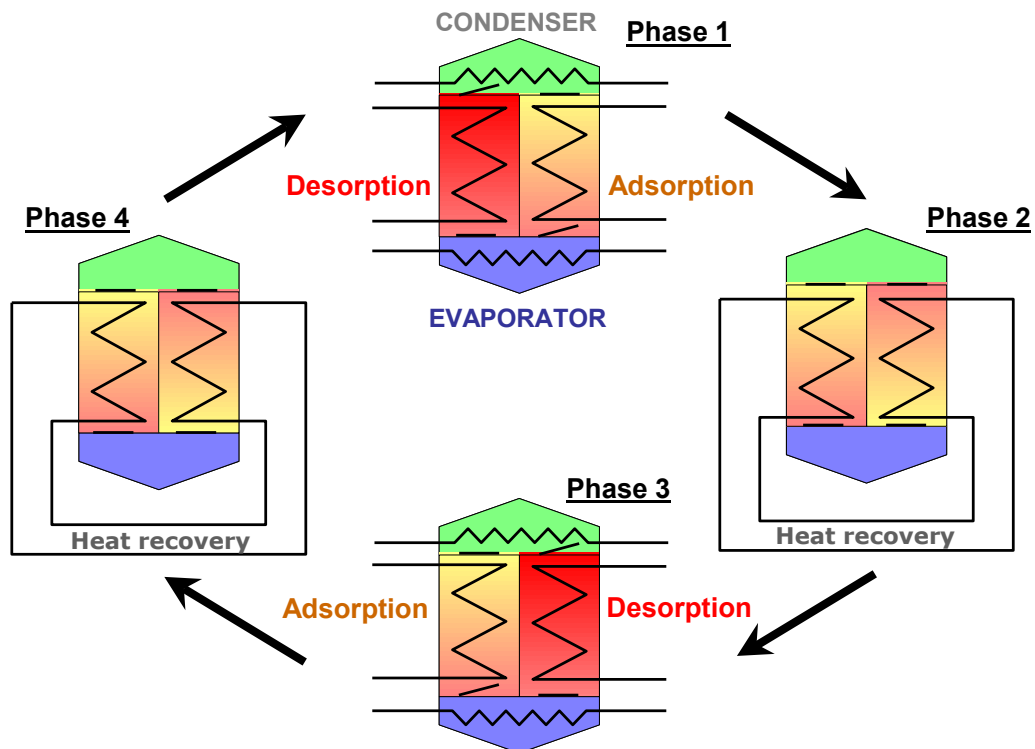 CONDENSER
Phase 1
Desorption
Adsorption
EVAPORATOR
Phase 4
Phase 2
Heat recovery
Heat recovery
Phase 3
Adsorption
Desorption